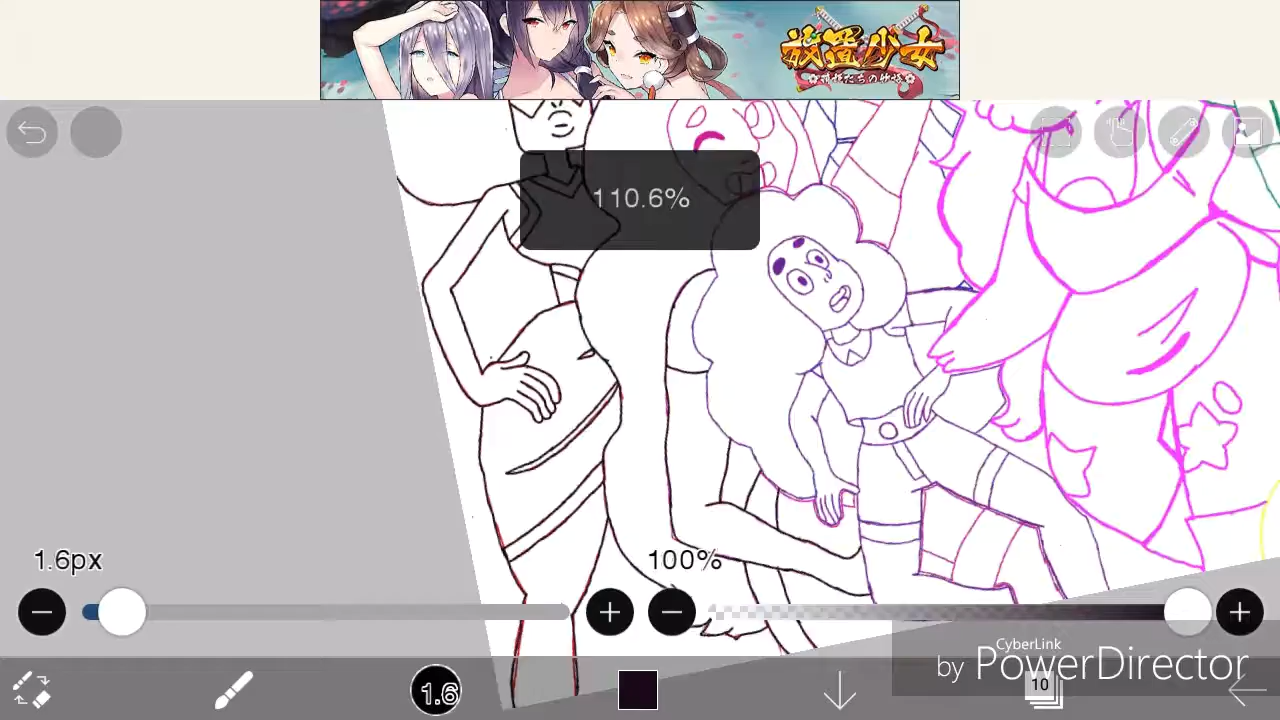 放置少女
110.6%
1.6px
100%
CyberLink
by PowerDirector
1.6
10